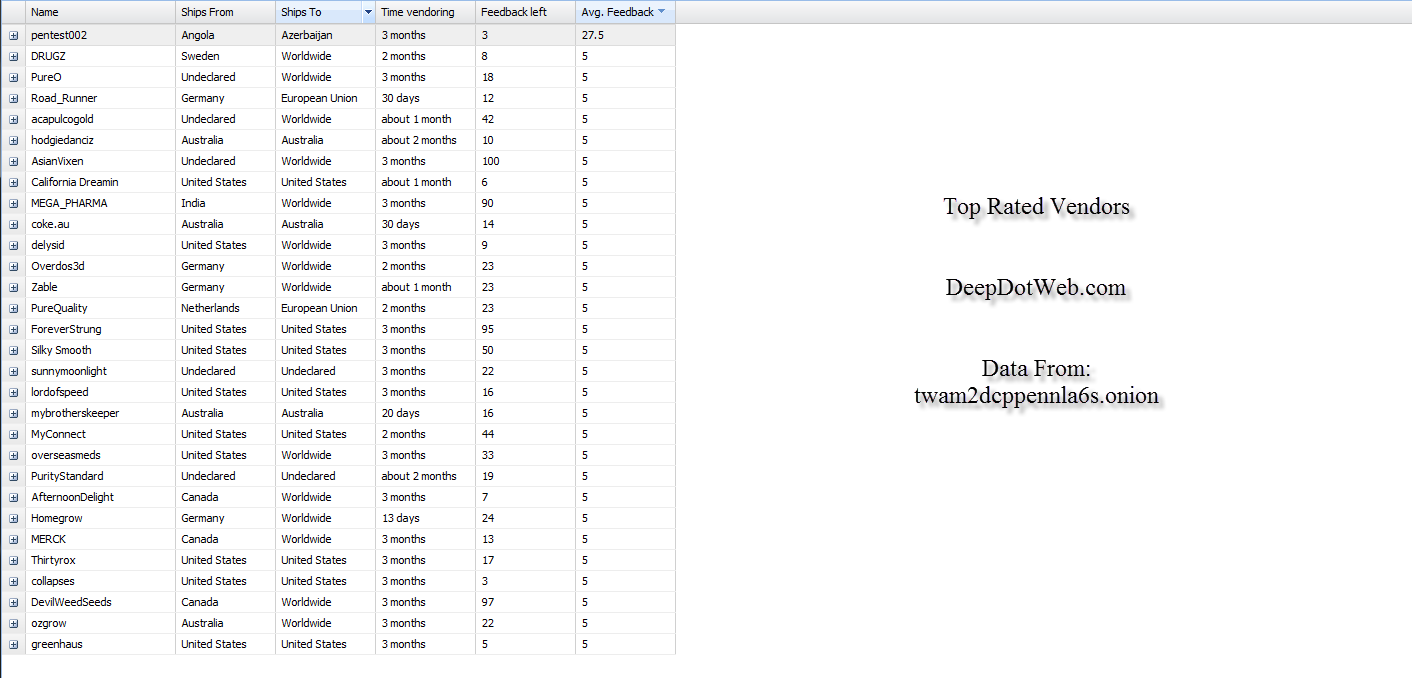 Name Ships From Ships To Time vendoring Feedback left Avg. Feedback
pentest002 Angola Azerbaijan 3 months 3 27.5
DRUGZ Sweden Worldwide 2 months 8 5
PureO Undeclared Worldwide 3 months 18 5
Road_Runner Germany European Union 30 days 12 5
acapulcogold Undeclared Worldwide about 1 month 42 5
hodgiedanciz Australia Australia about 2 months 10 5
AsianVixen Undeclared Worldwide 3 months 100 5
California Dreamin United States United States about 1 month 6 5
MEGA_PHARMA India Worldwide 3 months 90 5
coke.au Australia Australia 30 days 14 5
delysid United States Worldwide 3 months 9 5
Overdos3d Germany Worldwide 2 months 23 5
Zable Germany Worldwide about 1 month 23 5
PureQuality Netherlands European Union 2 months 23 5
ForeverStrung United States United States 3 months 95 5
Silky Smooth United States United States 3 months 50 5
sunnymoonlight Undeclared Undeclared 3 months 22 5
lordofspeed United States United States 3 months 16 5
mybrotherskeeper Australia Australia 20 days 16 5
MyConnect United States United States 2 months 44 5
overseasmeds United States Worldwide 3 months 33 5
PurityStandard Undeclared Undeclared about 2 months 19 5
AfternoonDelight Canada Worldwide 3 months 7 5
Homegrow Germany Worldwide 13 days 24 5
MERCK Canada Worldwide 3 months 13 5
Thirtyrox United States United States 3 months 17 5
collapses United States United States 3 months 3 5
DevilWeedSeeds Canada Worldwide 3 months 97 5
ozgrow Australia Worldwide 3 months 22 5
greenhaus United States United States 3 months 5 5
Top Rated Vendors
DeepDotWeb.com
Data From:
twam2dcppennla6s.onion